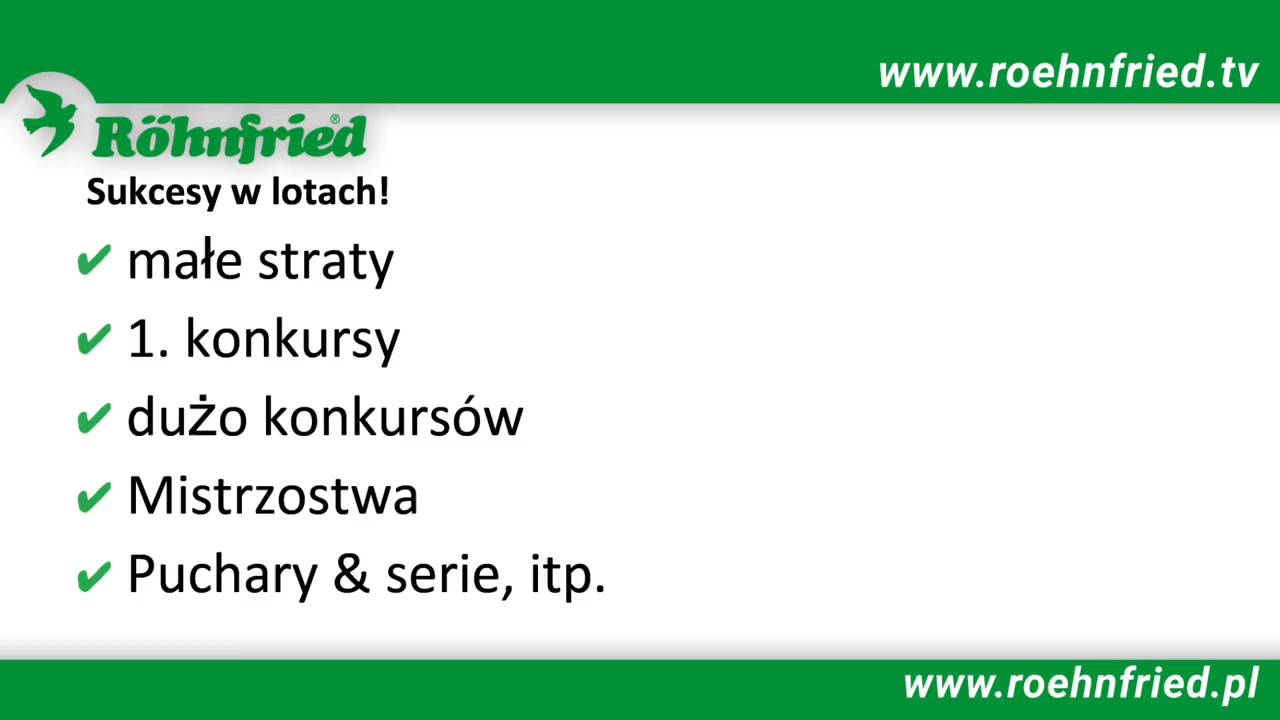 www.roehnfried.tv
Röhnfried®
Sukcesy w lotach!
✔ małe straty
✔ 1. konkursy
✔ dużo konkursów
✔ Mistrzostwa
✔ Puchary & serie, itp.
www.roehnfried.pl